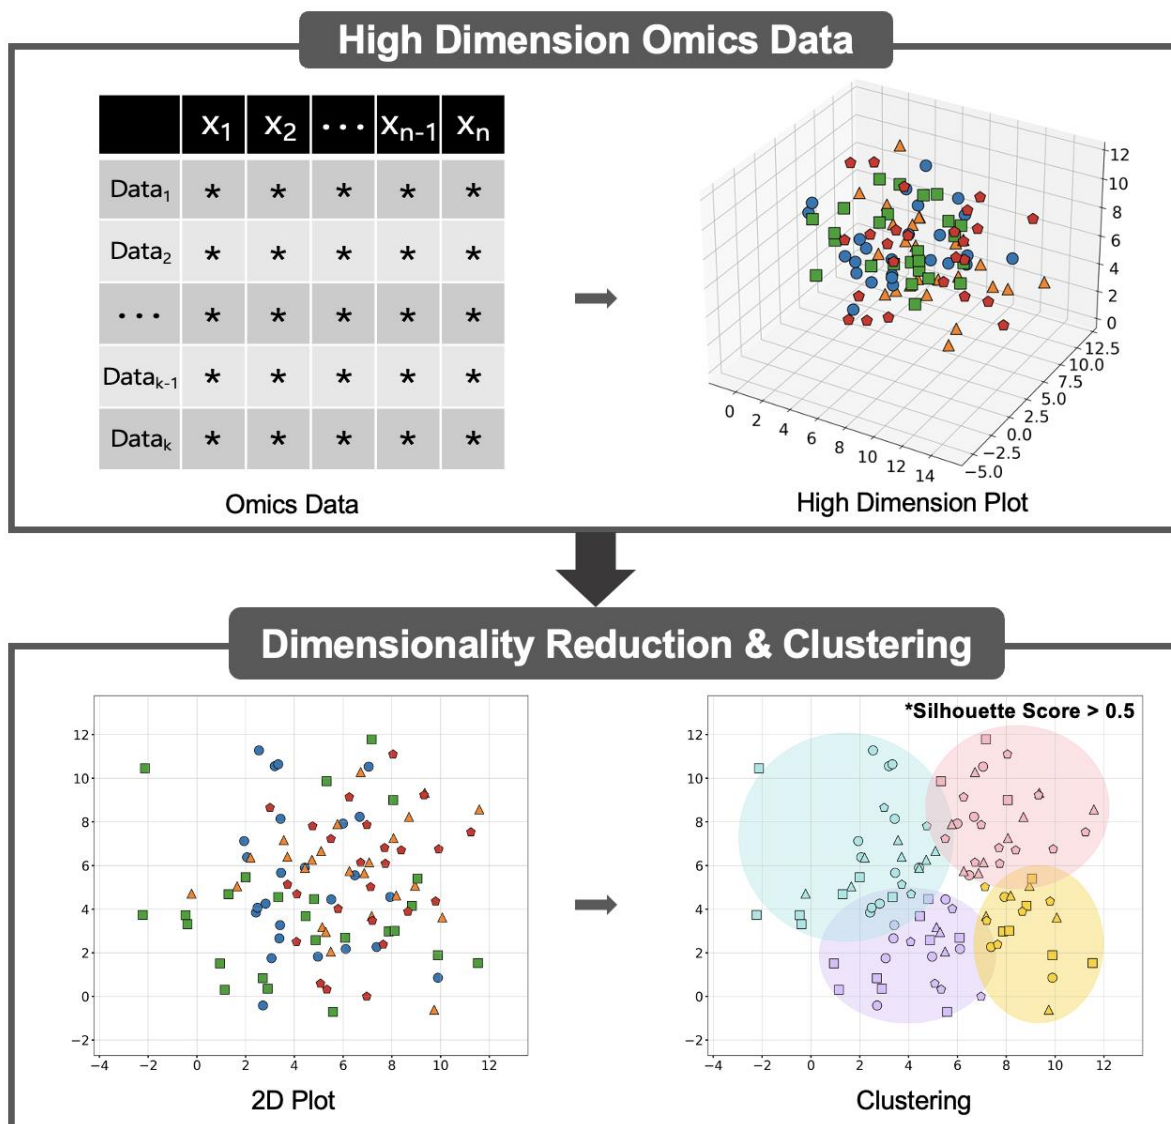 High Dimension Omics Data
x1 x2 ··· xn-1 xn
Data1 * * * * *
Data2 * * * * *
··· * * * * *
Datak-1 * * * * *
Datak * * * * *
Omics Data
12
10
8
6
4
2
0
12.5
10.0
7.5
5.0
2.5
0.0
−2.5
−5.0
0 2 4 6 8 10 12 14
High Dimension Plot
Dimensionality Reduction & Clustering
12
10
8
6
4
2
0
−2
−4 −2 0 2 4 6 8 10 12
2D Plot
*Silhouette Score > 0.5
12
10
8
6
4
2
0
−2
−4 −2 0 2 4 6 8 10 12
Clustering